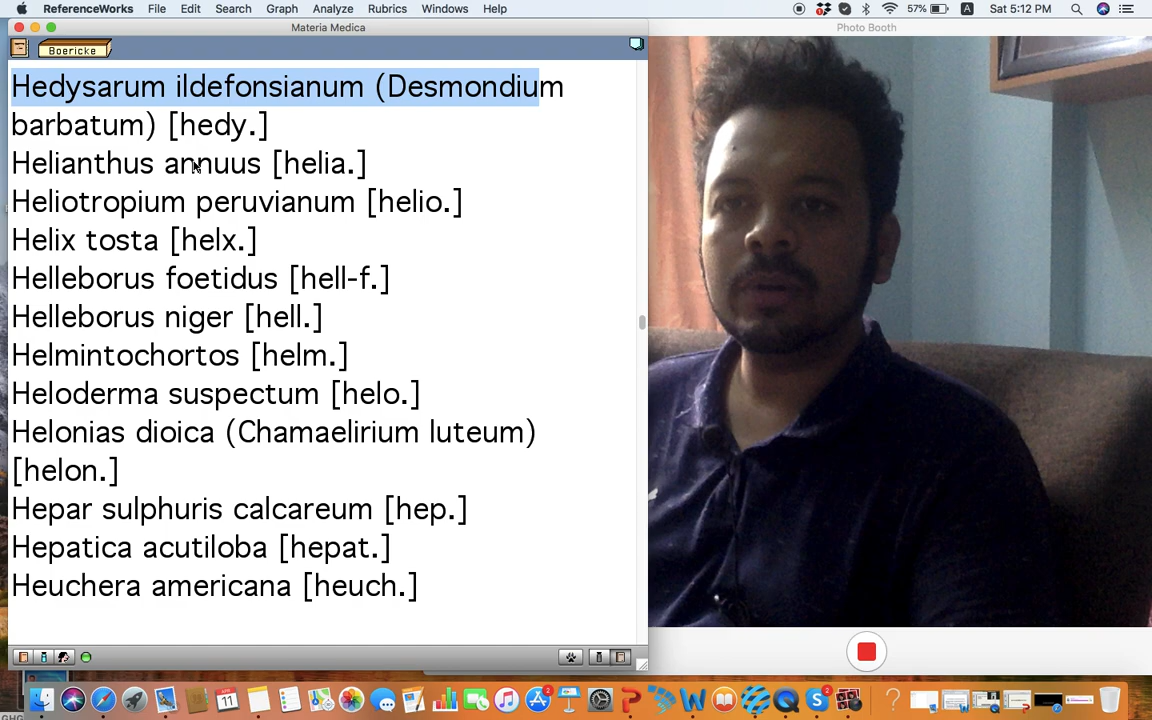 ReferenceWorks File Edit Search Graph Analyze Rubrics Windows Help 57% A Sat 5:12 PM
Materia Medica
Photo Booth
Boericke
Hedysarum ildefonsianum (Desmondium
barbatum) [hedy.]
Helianthus annuus [helia.]
Heliotropium peruvianum [helio.]
Helix tosta [helx.]
Helleborus foetidus [hell-f.]
Helleborus niger [hell.]
Helmintochortos [helm.]
Heloderma suspectum [helo.]
Helonias dioica (Chamaelirium luteum)
[helon.]
Hepar sulphuris calcareum [hep.]
Hepatica acutiloba [hepat.]
Heuchera americana [heuch.]
11
2
2